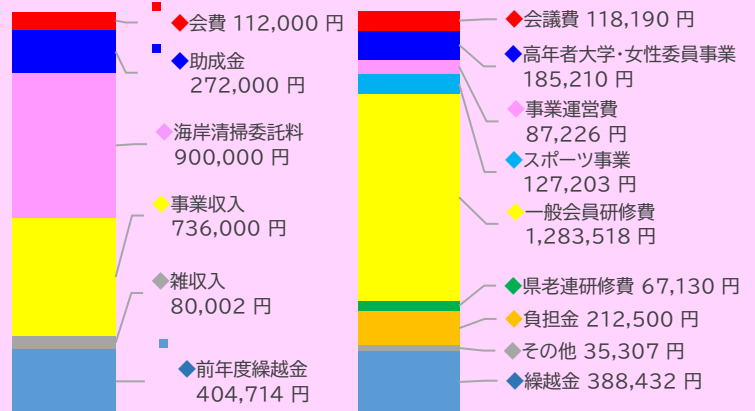 ◆会費 112,000 円
◆助成金
272,000 円
◆海岸清掃委託料
900,000 円
◆事業収入
736,000 円
◆雑収入
80,002 円
◆前年度繰越金
404,714 円
◆会議費 118,190 円
◆高年者大学・女性委員事業
185,210 円
◆事業運営費
87,226 円
◆スポーツ事業
127,203 円
◆一般会員研修費
1,283,518 円
◆県老連研修費 67,130 円
◆負担金 212,500 円
◆その他 35,307 円
◆繰越金 388,432 円